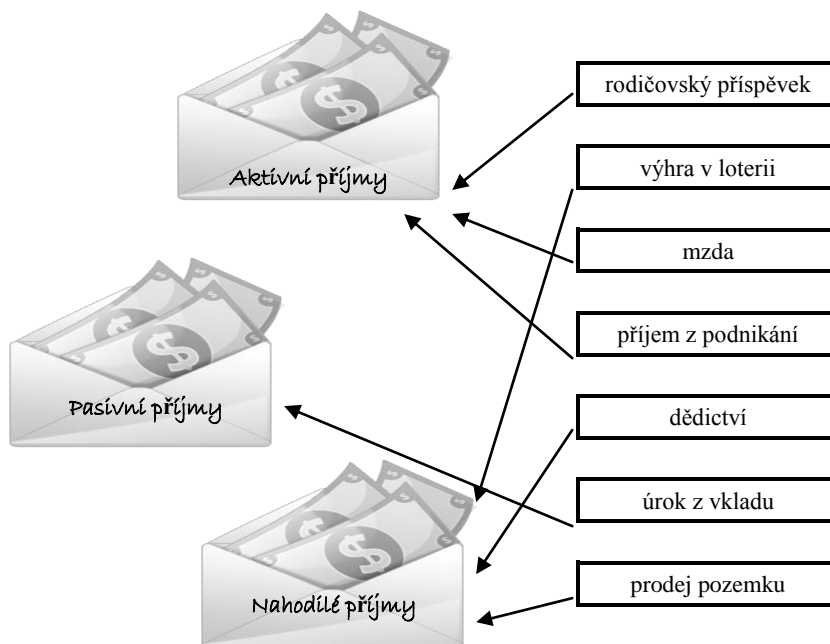 rodičovský příspěvek
Aktivní příjmy
výhra v loterii
mzda
příjem z podnikání
Pasivní příjmy
dědictví
úrok z vkladu
prodej pozemku
Nahodilé příjmy